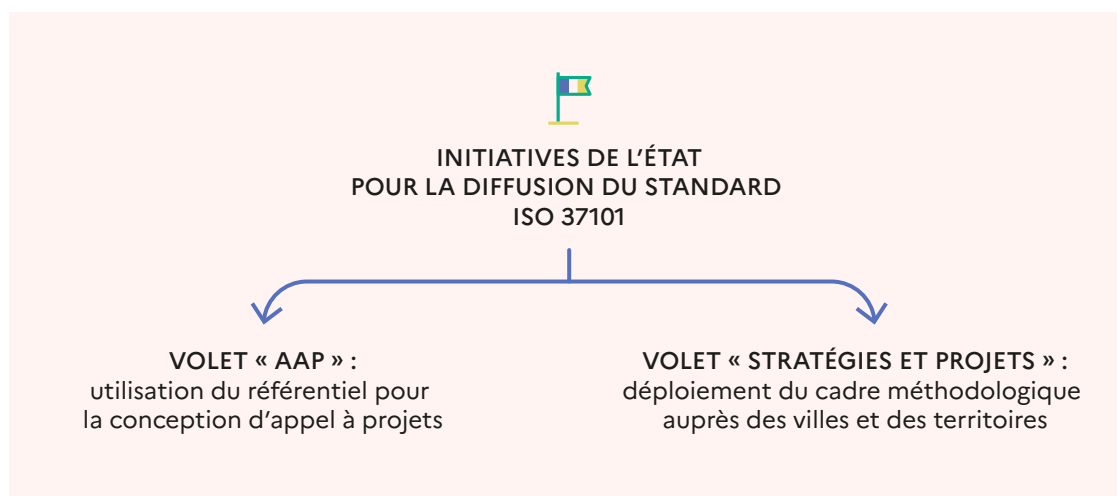 INITIATIVES DE L’ÉTAT
POUR LA DIFFUSION DU STANDARD
ISO 37101
VOLET « AAP » :
utilisation du référentiel pour
la conception d’appel à projets
VOLET « STRATÉGIES ET PROJETS » :
déploiement du cadre méthodologique
auprès des villes et des territoires